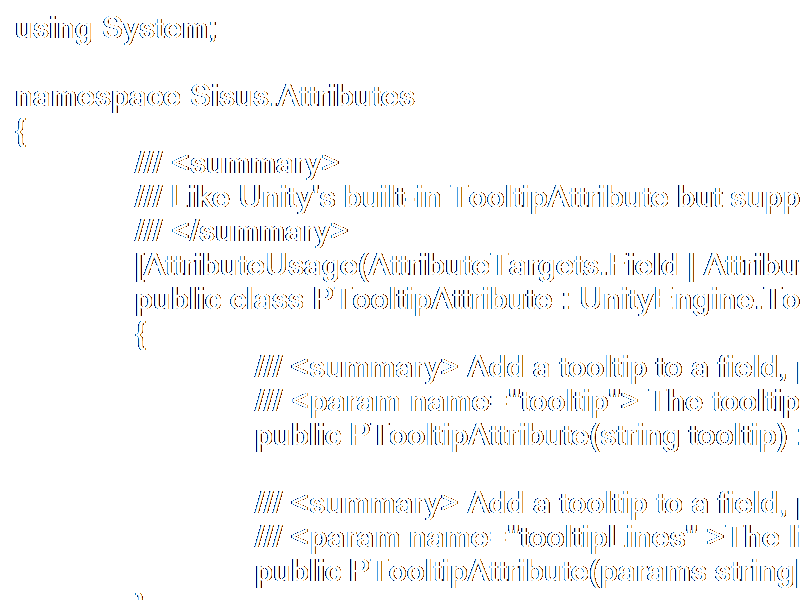 using System;
namespace Sisus.Attributes
{
/// <summary>
/// Like Unity's built-in TooltipAttribute but supp
/// </summary>
[AttributeUsage(AttributeTargets.Field | Attribu
public class PTooltipAttribute : UnityEngine.To
{
/// <summary> Add a tooltip to a field, p
/// <param name="tooltip"> The tooltip
public PTooltipAttribute(string tooltip) :
/// <summary> Add a tooltip to a field, p
/// <param name="tooltipLines" >The li
public PTooltipAttribute(params string[
}